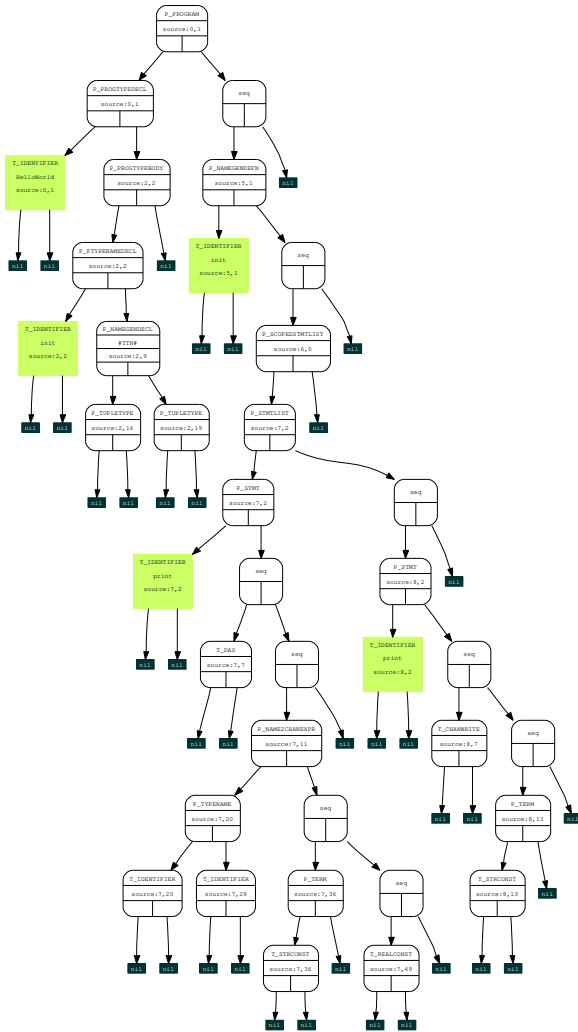 P_PROGRAM
source:0,1
P_PROGTYPEDECL
source:0,1
seq
T_IDENTIFIER
HelloWorld
source:0,1
P_PROGTYPEBODY
source:2,2
P_NAMEGENDEFN
source:5,1
nil
P_PTYPENAMEDECL
source:2,2
nil
T_IDENTIFIER
init
source:5,1
seq
nil
nil
T_IDENTIFIER
init
source:2,2
P_NAMEGENDECL
#TTN#
source:2,9
nil
nil
P_SCOPEDSTMTLIST
source:6,0
nil
nil
nil
P_TUPLETYPE
source:2,16
P_TUPLETYPE
source:2,19
P_STMTLIST
source:7,2
nil
nil
nil
nil
nil
P_STMT
source:7,2
seq
T_IDENTIFIER
print
source:7,2
seq
P_STMT
source:8,2
nil
nil
nil
T_DAS
source:7,7
seq
T_IDENTIFIER
print
source:8,2
seq
nil
nil
P_NAME2CHANEXPR
source:7,11
nil
nil
nil
T_CHANWRITE
source:8,7
seq
P_TYPENAME
source:7,20
seq
nil
nil
P_TERM
source:8,13
nil
T_IDENTIFIER
source:7,20
T_IDENTIFIER
source:7,29
P_TERM
source:7,36
seq
T_STRCONST
source:8,13
nil
nil
nil
nil
nil
T_STRCONST
source:7,36
nil
T_REALCONST
source:7,49
nil
nil
nil
nil
nil
nil
nil